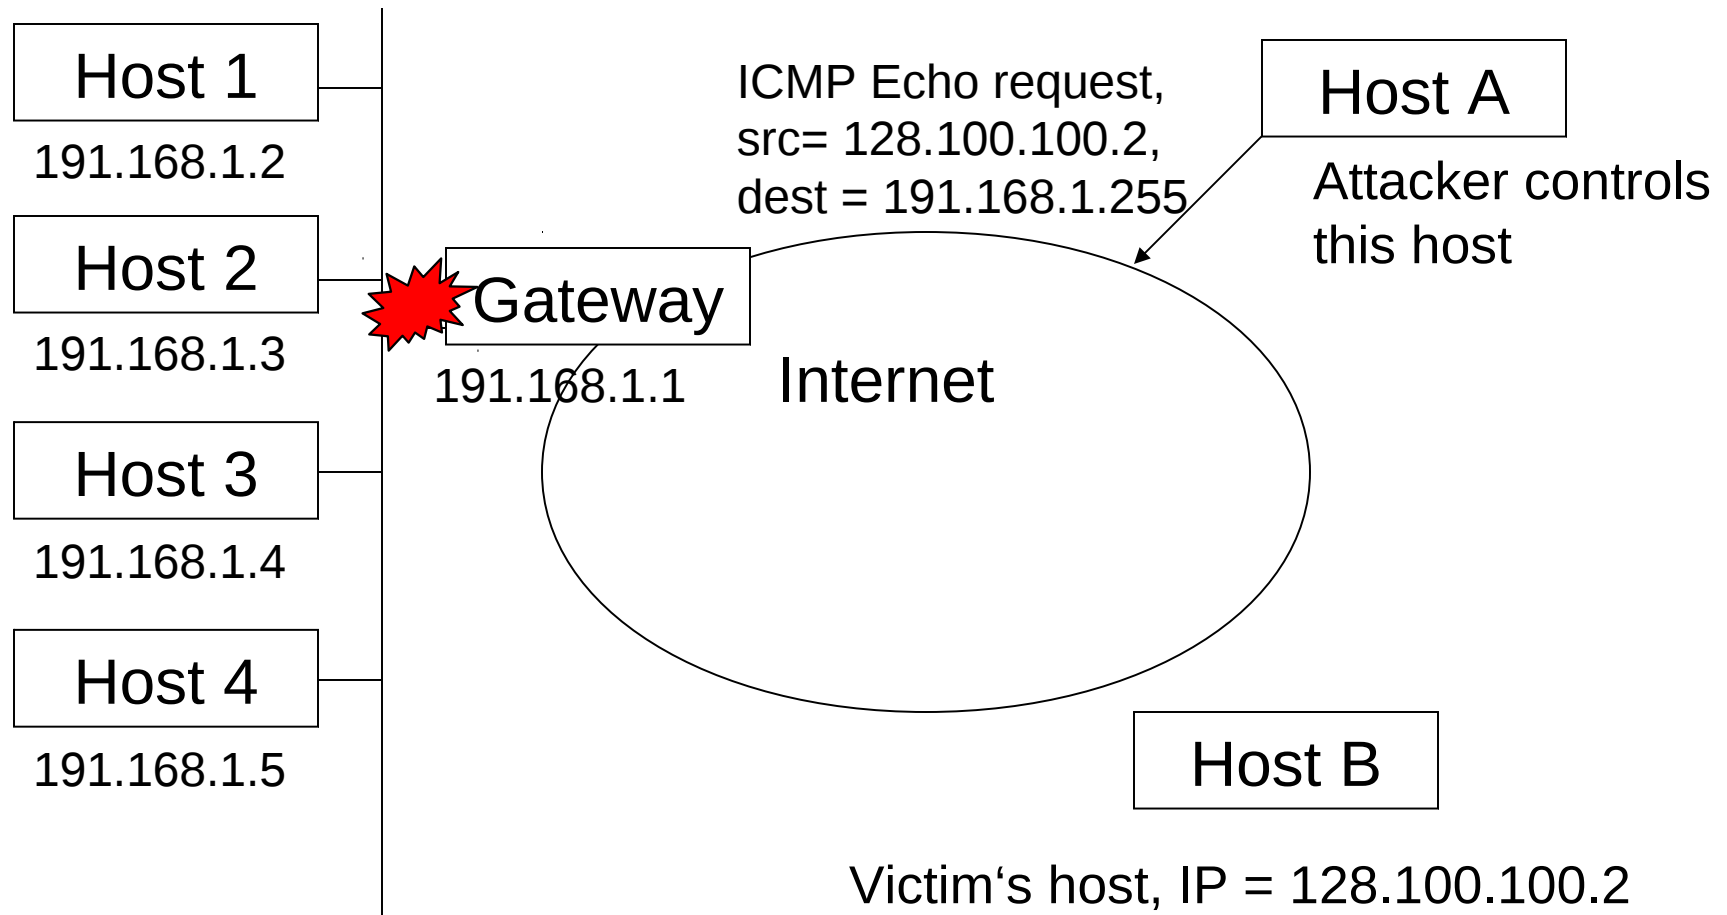 Host 1
191.168.1.2
Host 2
191.168.1.3
Host 3
191.168.1.4
Host 4
191.168.1.5
Gateway
191.168.1.1
ICMP Echo request,
src= 128.100.100.2,
dest = 191.168.1.255
Internet
Host A
Attacker controls
this host
Host B
Victim‘s host, IP = 128.100.100.2